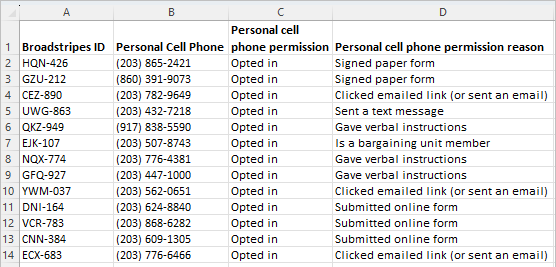 A B C D
1 Broadstripes ID Personal Cell Phone Personal cell phone permission Personal cell phone permission reason
2 HQN-426 (203) 865-2421 Opted in Signed paper form
3 GZU-212 (860) 391-9073 Opted in Signed paper form
4 CEZ-890 (203) 782-9649 Opted in Clicked emailed link (or sent an email)
5 UWG-863 (203) 432-7218 Opted in Sent a text message
6 QKZ-949 (917) 838-5590 Opted in Gave verbal instructions
7 EJK-107 (203) 507-8743 Opted in Is a bargaining unit member
8 NQX-774 (203) 776-4381 Opted in Gave verbal instructions
9 GFQ-927 (203) 447-1000 Opted in Gave verbal instructions
10 YWM-037 (203) 562-0651 Opted in Clicked emailed link (or sent an email)
11 DNI-164 (203) 624-8840 Opted in Submitted online form
12 VCR-783 (203) 868-6282 Opted in Submitted online form
13 CNN-384 (203) 609-1305 Opted in Submitted online form
14 ECX-683 (203) 776-6466 Opted in Clicked emailed link (or sent an email)